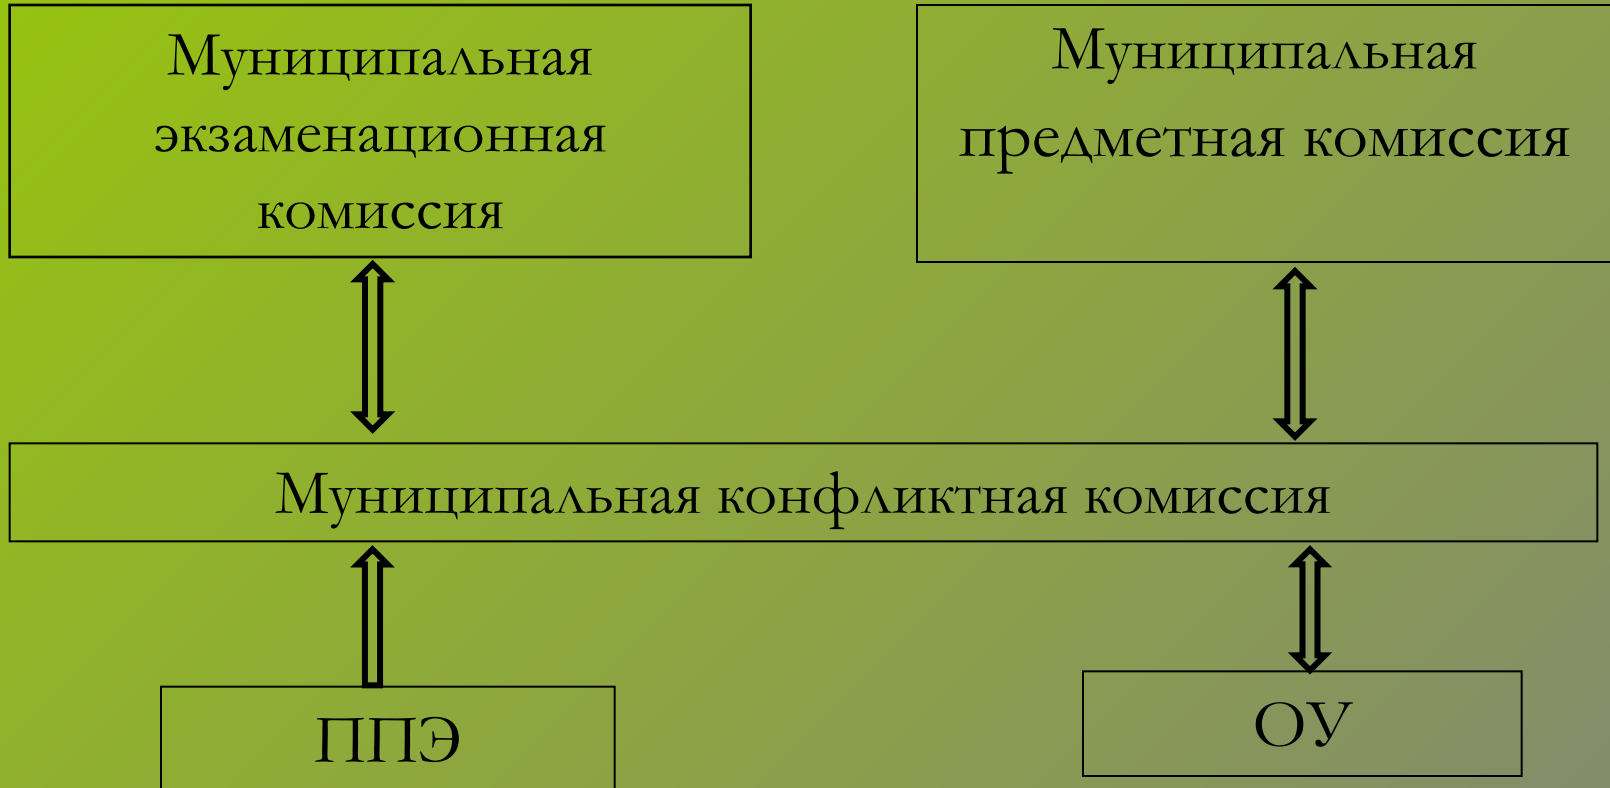 Муниципальная
экзаменационная
комиссия
Муниципальная
предметная комиссия
Муниципальная конфликтная комиссия
ППЭ
ОУ